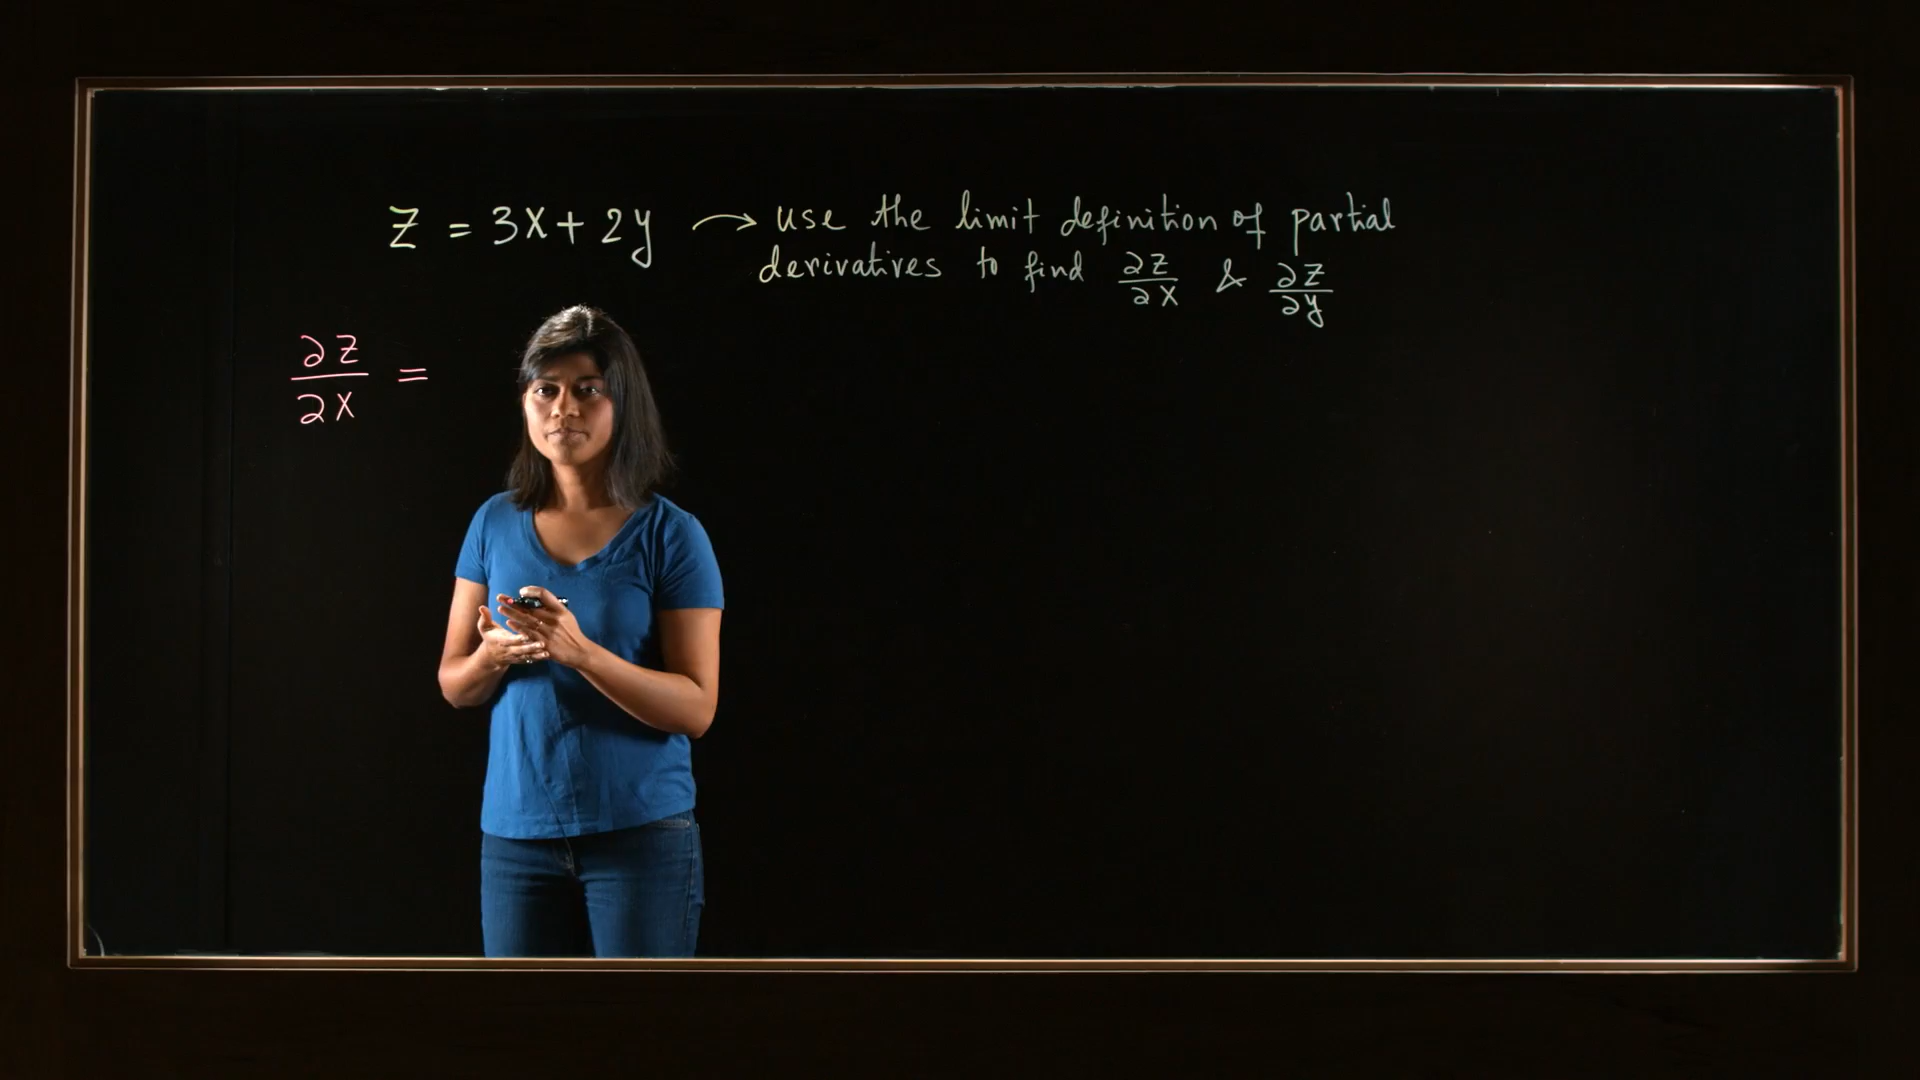 z = 3x + 2y → use the limit definition of partial
derivatives to find ∂z/∂x & ∂z/∂y
∂z/∂x =